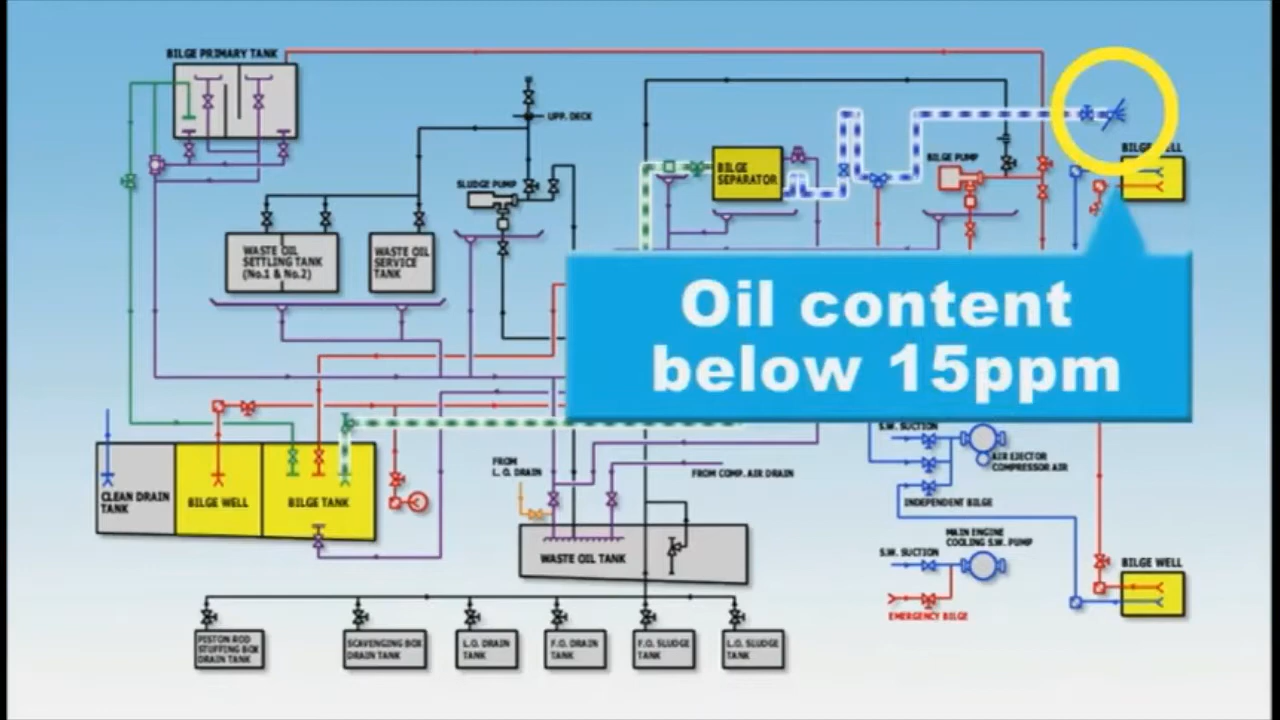 BILGE PRIMARY TANK
UPP. DECK
SLUDGE PUMP
WASTE OIL
SETTLING TANK
(No.1 & No.2)
WASTE OIL
SERVICE
TANK
BILGE
SEPARATOR
BILGE PUMP
BILGE WELL
Oil content
below 15ppm
CLEAN DRAIN
TANK
BILGE WELL
BILGE TANK
FROM
L. O. DRAIN
FROM COMP. AIR DRAIN
WASTE OIL TANK
S.W. SUCTION
AIR EJECTOR
COMPRESSOR AIR
INDEPENDENT BILGE
MAIN ENGINE
COOLING S.W. PUMP
S.W. SUCTION
EMERGENCY BILGE
BILGE WELL
PISTON ROD
STUFFING BOX
DRAIN TANK
SCAVENGING BOX
DRAIN TANK
L.O. DRAIN
TANK
F.O. DRAIN
TANK
F.O. SLUDGE
TANK
L.O. SLUDGE
TANK